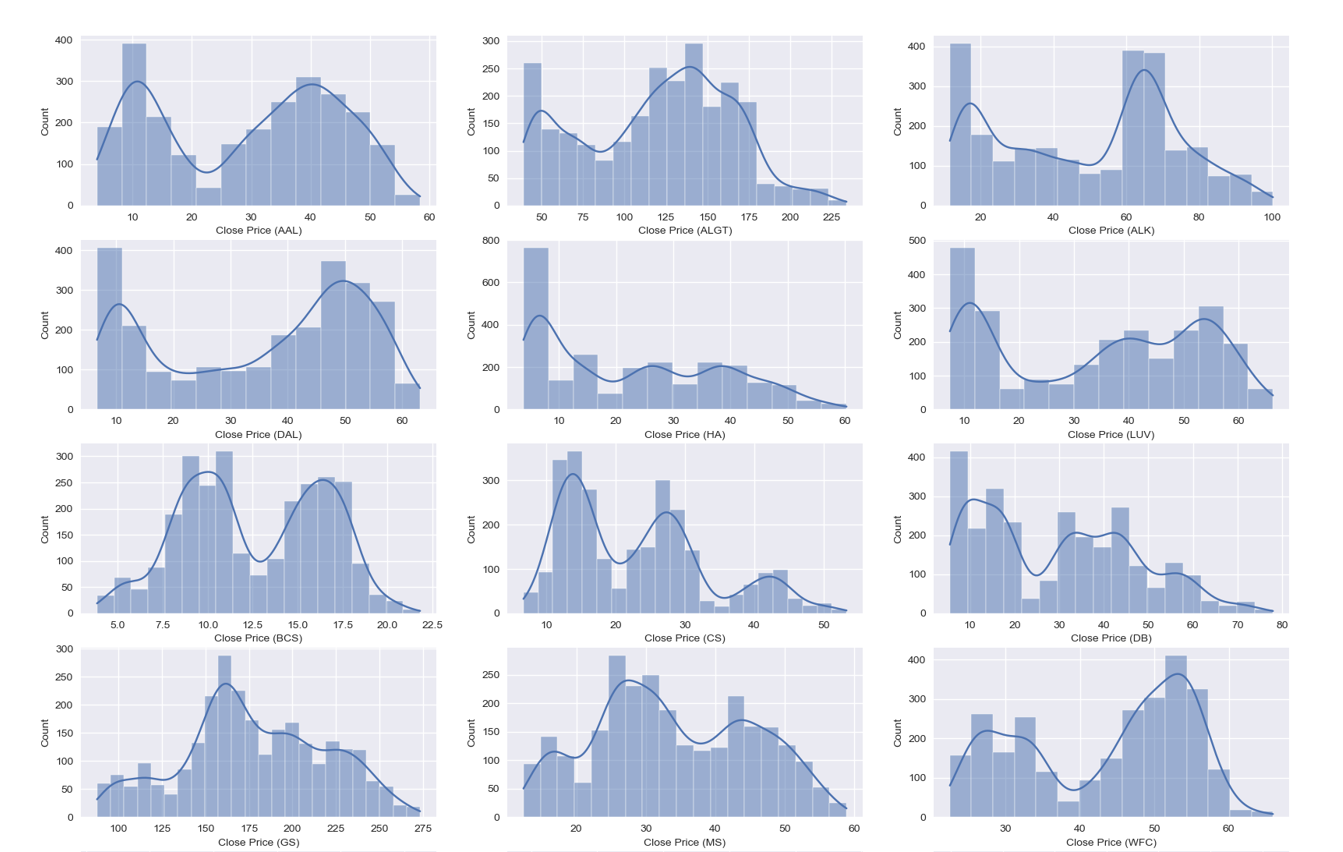 400
300
200
100
0
Count
10 20 30 40 50 60
Close Price (AAL)
300
250
200
150
100
50
0
Count
50 75 100 125 150 175 200 225
Close Price (ALGT)
400
300
200
100
0
Count
20 40 60 80 100
Close Price (ALK)
400
300
200
100
0
Count
10 20 30 40 50 60
Close Price (DAL)
800
600
400
200
0
Count
10 20 30 40 50 60
Close Price (HA)
500
400
300
200
100
0
Count
10 20 30 40 50 60
Close Price (LUV)
300
250
200
150
100
50
0
Count
5.0 7.5 10.0 12.5 15.0 17.5 20.0 22.5
Close Price (BCS)
300
200
100
0
Count
10 20 30 40 50
Close Price (CS)
400
300
200
100
0
Count
10 20 30 40 50 60 70 80
Close Price (DB)
300
250
200
150
100
50
0
Count
100 125 150 175 200 225 250 275
Close Price (GS)
250
200
150
100
50
0
Count
20 30 40 50 60
Close Price (MS)
400
300
200
100
0
Count
30 40 50 60
Close Price (WFC)